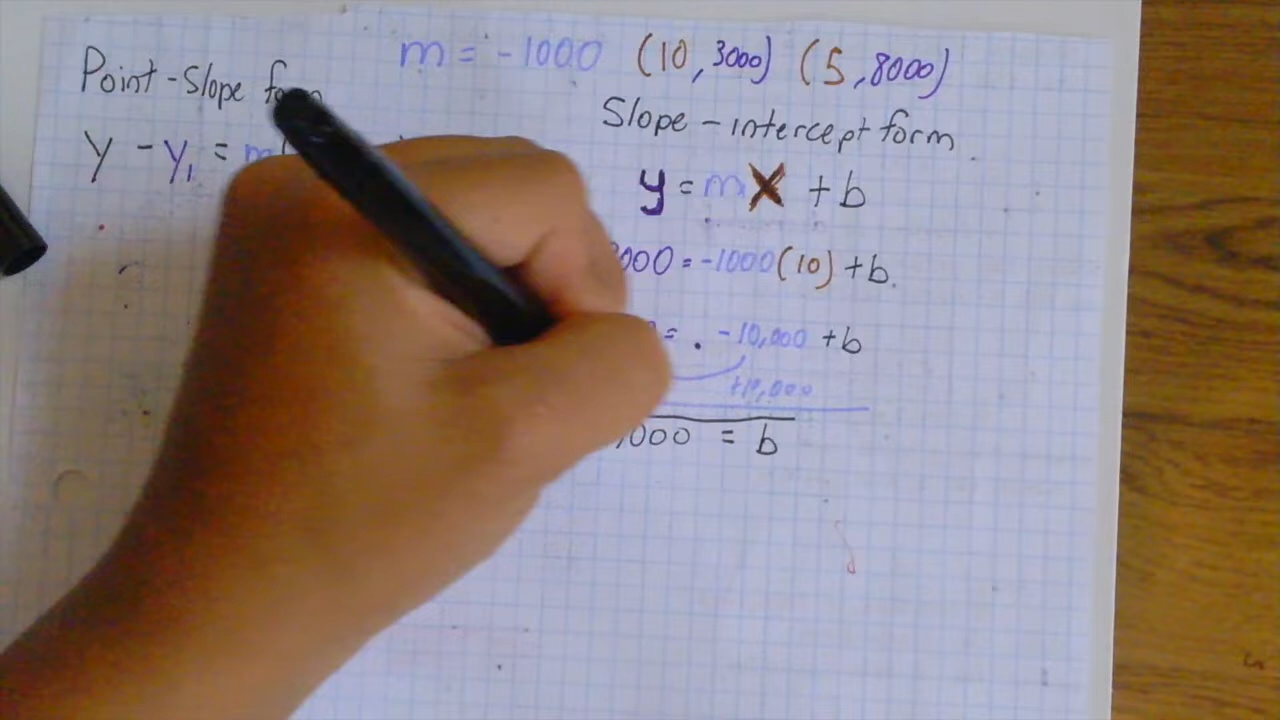 m = -1000 (10, 3000) (5, 8000)
Point-Slope form
Slope-intercept form
y - y₁ = m(
y = mx + b
000 = -1000(10) + b
= . -10,000 + b
+10,000
000 = b